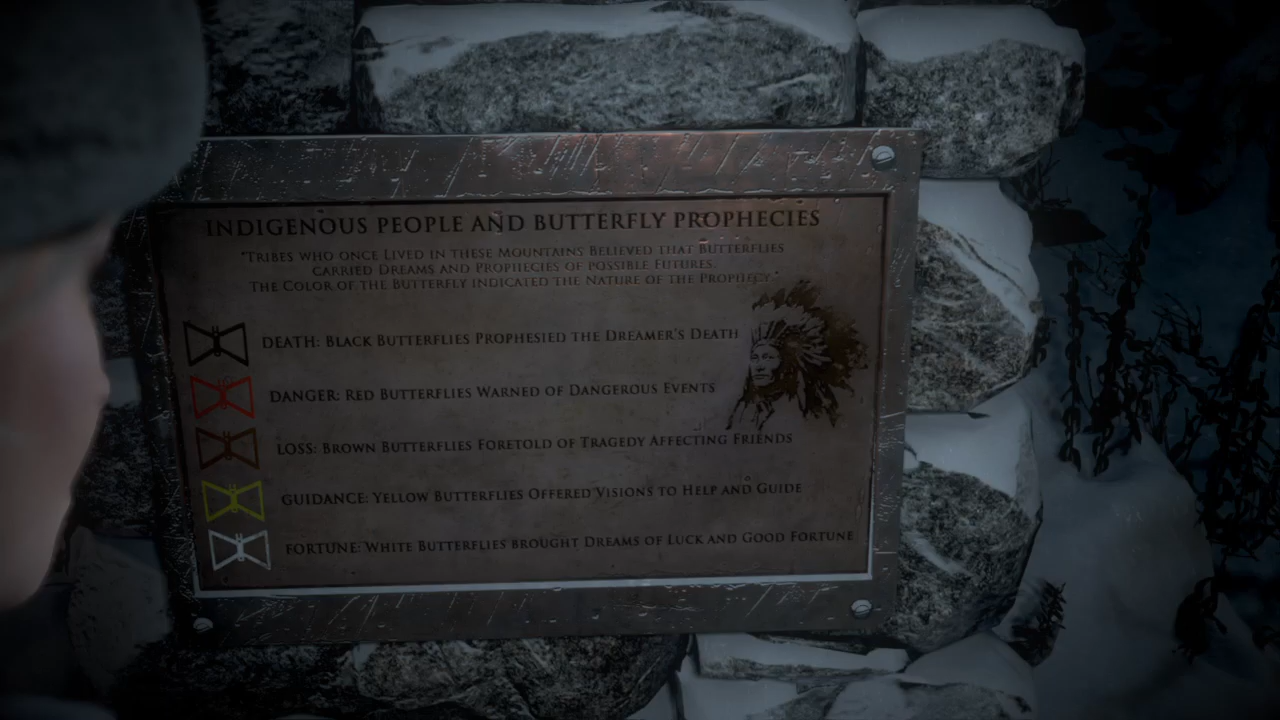 INDIGENOUS PEOPLE AND BUTTERFLY PROPHECIES
"TRIBES WHO ONCE LIVED IN THESE MOUNTAINS BELIEVED THAT BUTTERFLIES
CARRIED DREAMS AND PROPHECIES OF POSSIBLE FUTURES.
THE COLOR OF THE BUTTERFLY INDICATED THE NATURE OF THE PROPHECY."
DEATH: BLACK BUTTERFLIES PROPHESIED THE DREAMER'S DEATH
DANGER: RED BUTTERFLIES WARNED OF DANGEROUS EVENTS
LOSS: BROWN BUTTERFLIES FORETOLD OF TRAGEDY AFFECTING FRIENDS
GUIDANCE: YELLOW BUTTERFLIES OFFERED VISIONS TO HELP AND GUIDE
FORTUNE: WHITE BUTTERFLIES BROUGHT DREAMS OF LUCK AND GOOD FORTUNE